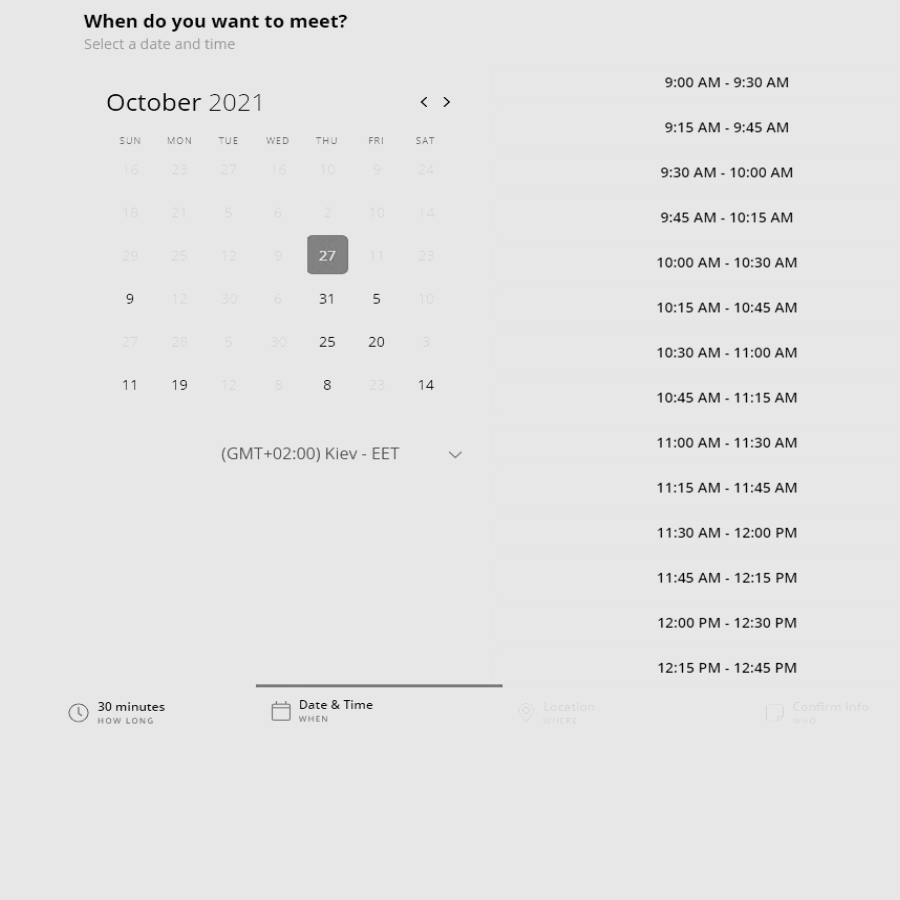 When do you want to meet?
Select a date and time
October 2021
SUN MON TUE WED THU FRI SAT
16 23 27 16 10 9 24
18 21 5 6 2 10 14
29 25 12 9 27 11 23
9 12 30 6 31 5 10
27 28 5 30 25 20 3
11 19 12 8 8 23 14
(GMT+02:00) Kiev - EET
9:00 AM - 9:30 AM
9:15 AM - 9:45 AM
9:30 AM - 10:00 AM
9:45 AM - 10:15 AM
10:00 AM - 10:30 AM
10:15 AM - 10:45 AM
10:30 AM - 11:00 AM
10:45 AM - 11:15 AM
11:00 AM - 11:30 AM
11:15 AM - 11:45 AM
11:30 AM - 12:00 PM
11:45 AM - 12:15 PM
12:00 PM - 12:30 PM
12:15 PM - 12:45 PM
30 minutes
HOW LONG
Date & Time
WHEN
Location
WHERE
Confirm Info
WHO